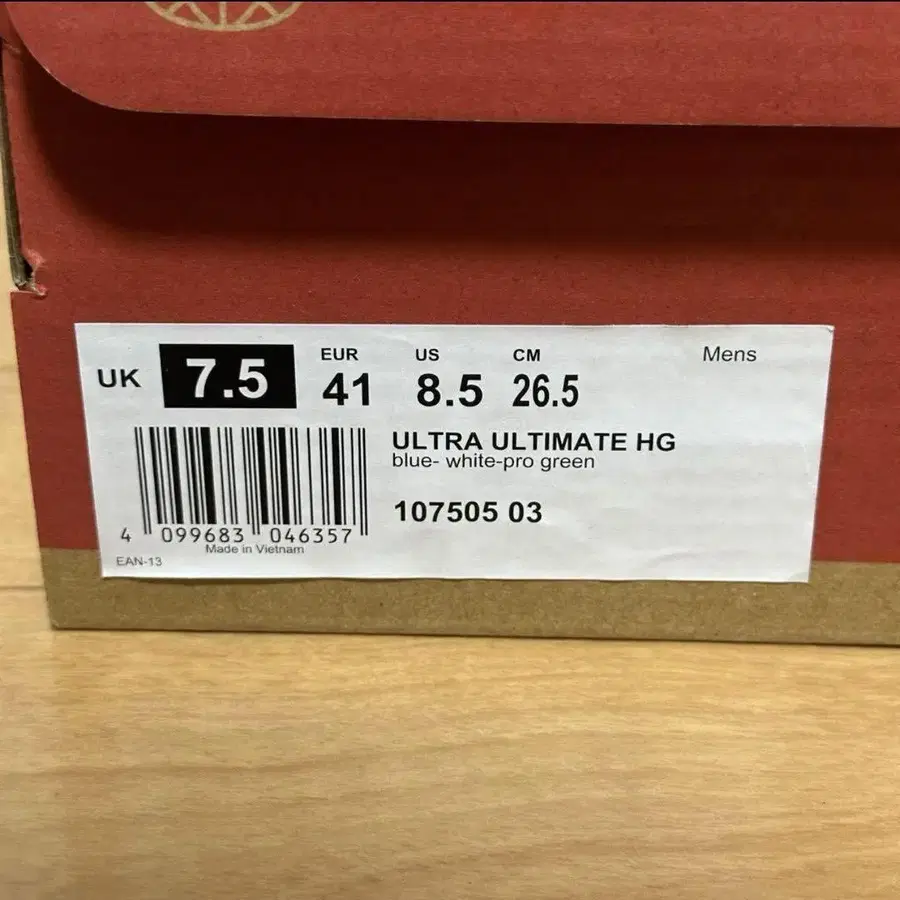 UK 7.5
EUR US CM Mens
41 8.5 26.5
ULTRA ULTIMATE HG
blue- white-pro green
107505 03
4 099683 046357
Made in Vietnam
EAN-13